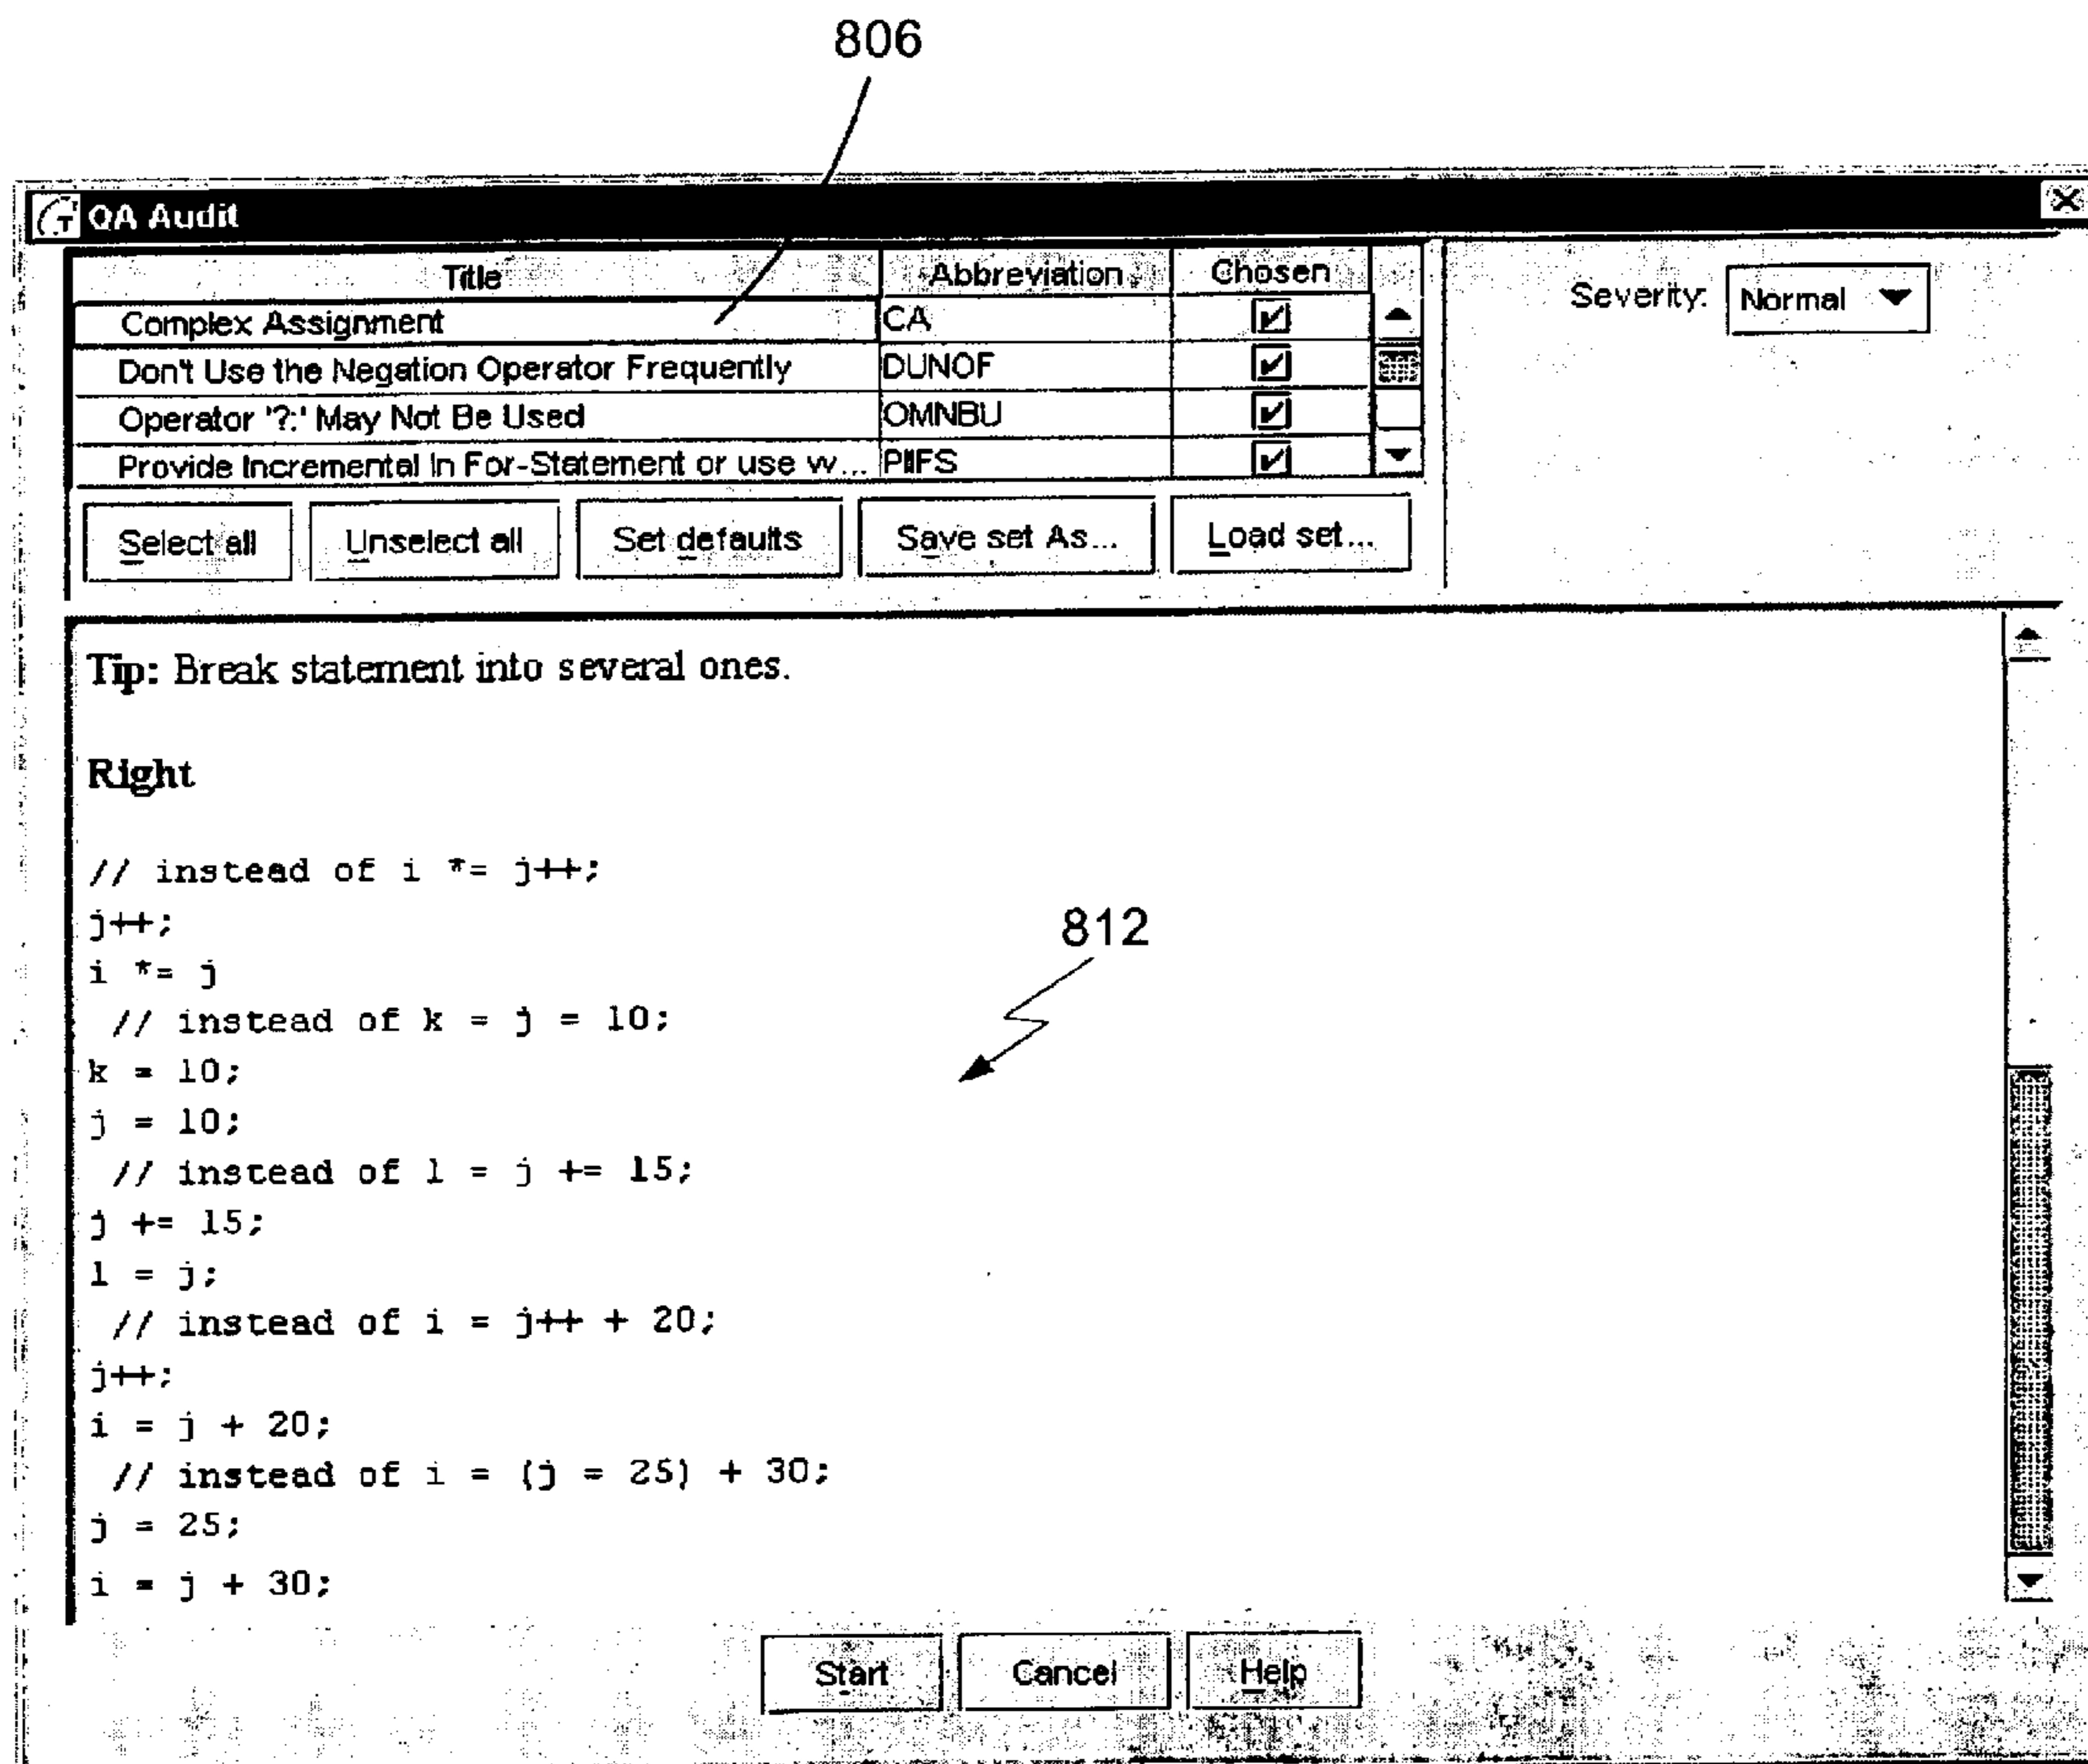 806
QA Audit
Title Abbreviation Chosen
Complex Assignment CA
Don't Use the Negation Operator Frequently DUNOF
Operator '?:' May Not Be Used OMNBU
Provide Incremental In For-Statement or use w... PIIFS
Severity: Normal
Select all Unselect all Set defaults Save set As... Load set...
Tip: Break statement into several ones.
Right
// instead of i *= j++;
j++;
i *= j
// instead of k = j = 10;
k = 10;
j = 10;
// instead of l = j += 15;
j += 15;
l = j;
// instead of i = j++ + 20;
j++;
i = j + 20;
// instead of i = (j = 25) + 30;
j = 25;
i = j + 30;
812
Start Cancel Help